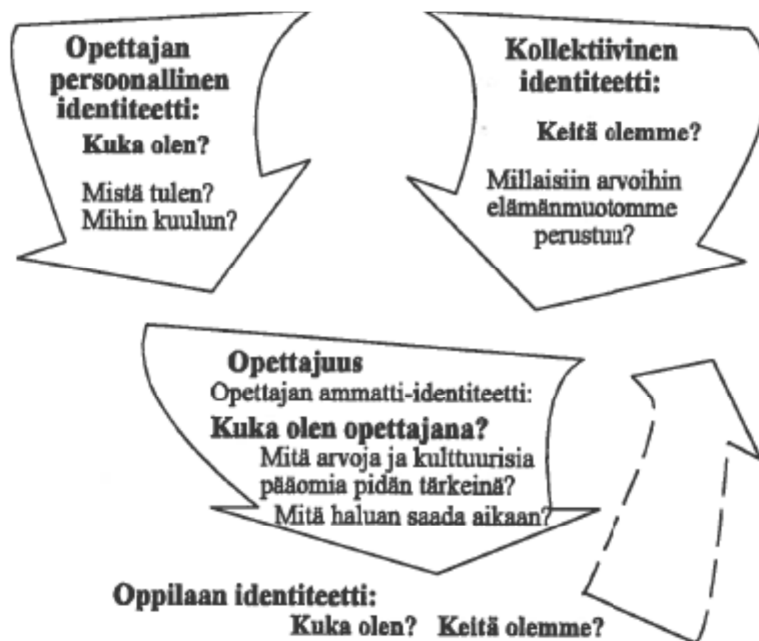 Opettajan
persoonallinen
identiteetti:
Kuka olen?
Mistä tulen?
Mihin kuulun?
Kollektiivinen
identiteetti:
Keitä olemme?
Millaisiin arvoihin
elämänmuotomme
perustuu?
Opettajuus
Opettajan ammatti-identiteetti:
Kuka olen opettajana?
Mitä arvoja ja kulttuurisia
pääomia pidän tärkeinä?
Mitä haluan saada aikaan?
Oppilaan identiteetti:
Kuka olen? Keitä olemme?